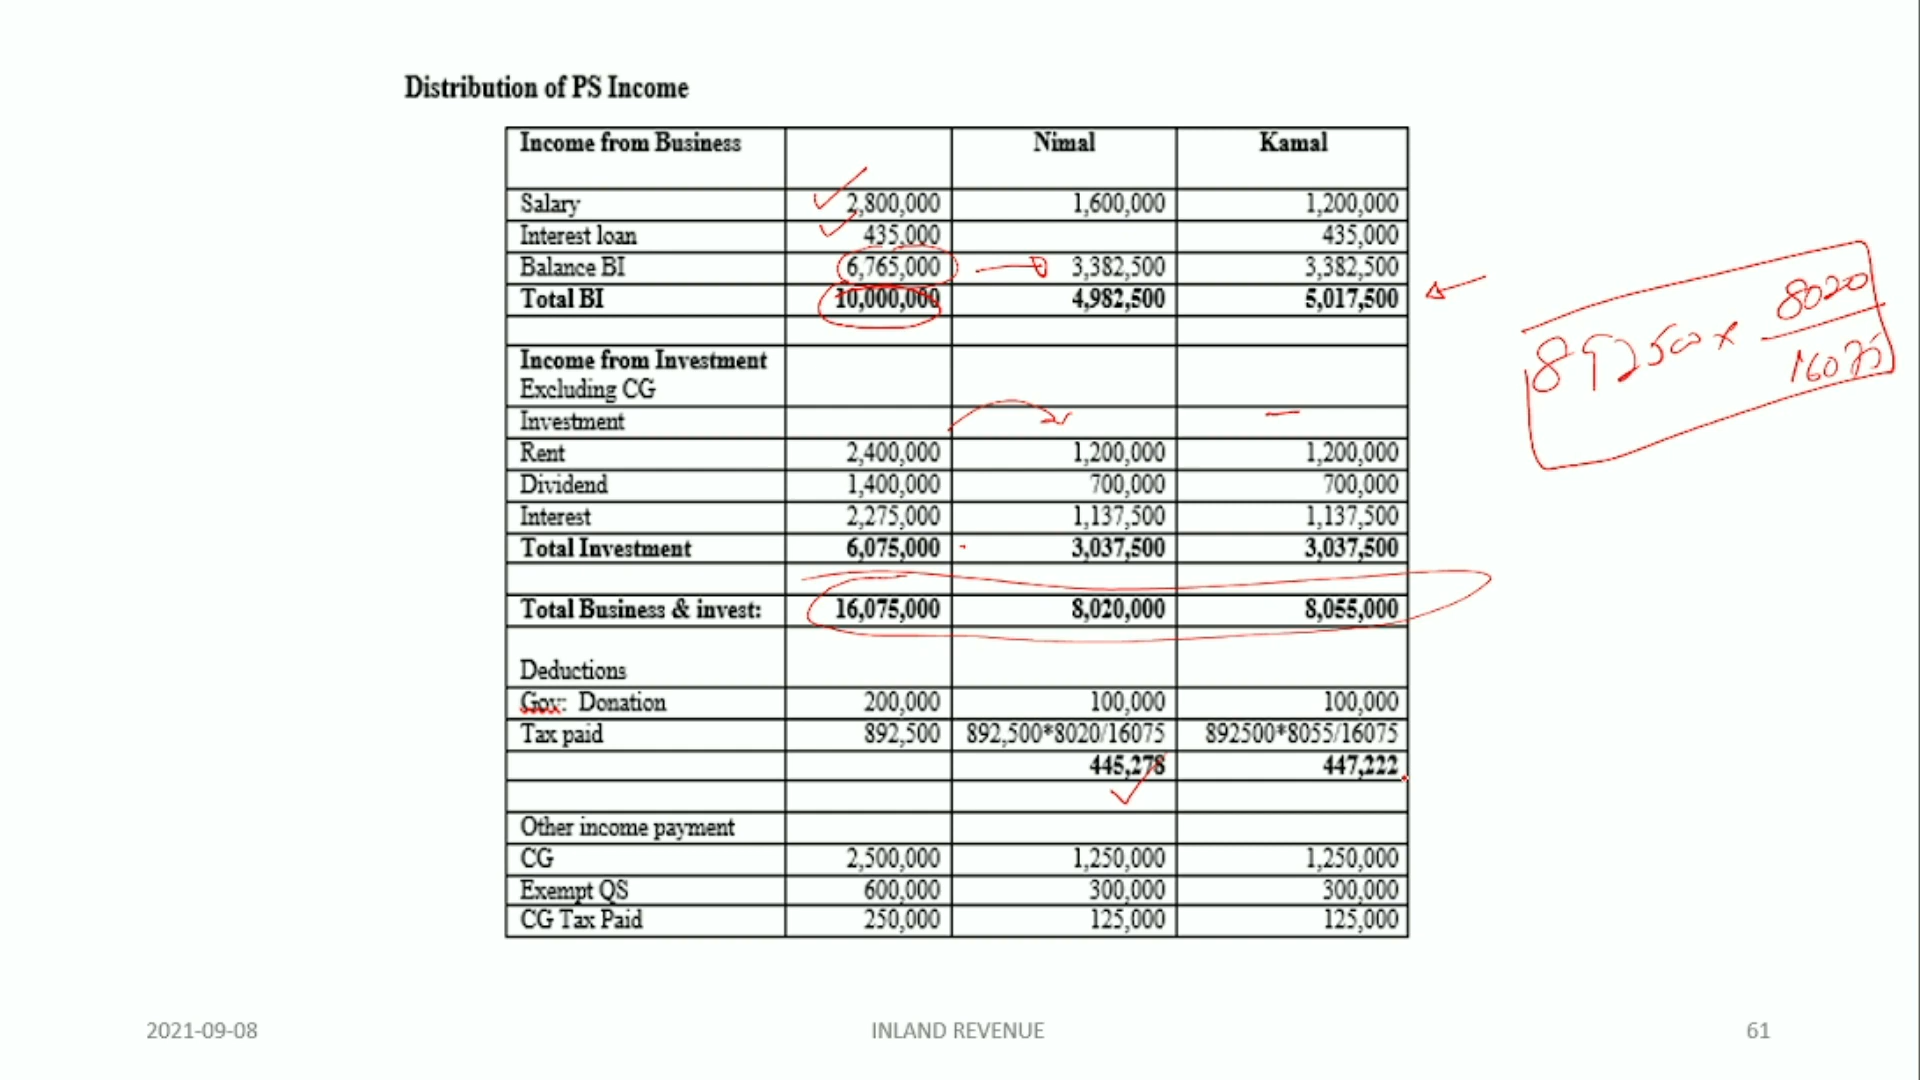 Distribution of PS Income
Income from Business Nimal Kamal
Salary 2,800,000 1,600,000 1,200,000
Interest loan 435,000 435,000
Balance BI 6,765,000 3,382,500 3,382,500
Total BI 10,000,000 4,982,500 5,017,500
892500 x 8020
16075
Income from Investment
Excluding CG
Investment
Rent 2,400,000 1,200,000 1,200,000
Dividend 1,400,000 700,000 700,000
Interest 2,275,000 1,137,500 1,137,500
Total Investment 6,075,000 3,037,500 3,037,500
Total Business & invest: 16,075,000 8,020,000 8,055,000
Deductions
Gov: Donation 200,000 100,000 100,000
Tax paid 892,500 892,500*8020/16075 892500*8055/16075
445,278 447,222
Other income payment
CG 2,500,000 1,250,000 1,250,000
Exempt QS 600,000 300,000 300,000
CG Tax Paid 250,000 125,000 125,000
2021-09-08 INLAND REVENUE 61